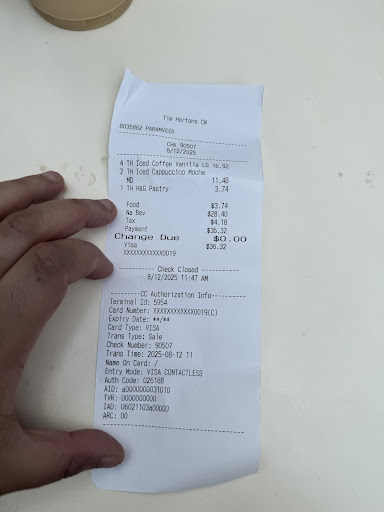 Tim Hortons CW
8035862 PARAMVEER
Chk 90507
8/12/2025
4 TH Iced Coffee Vanilla LG 16.92
2 TH Iced Cappuccino Mocha
MD 11.48
1 TH H&G Pastry 3.74
Food $3.74
Na Bev $28.40
Tax $4.18
Payment $36.32
Change Due $0.00
Visa $36.32
XXXXXXXXXXXX0019
---------- Check Closed ----------
8/12/2025 11:47 AM
----------CC Authorization Info----------
Terminal Id: 5954
Card Number: XXXXXXXXXXXX0019(C)
Expiry Date: **/**
Card Type: VISA
Trans Type: Sale
Check Number: 90507
Trans Time: 2025-08-12 11
Name On Card: /
Entry Mode: VISA CONTACTLESS
Auth Code: 026188
AID: a0000000031010
TVR: 0000000000
IAD: 06021103a00000
ARC: 00